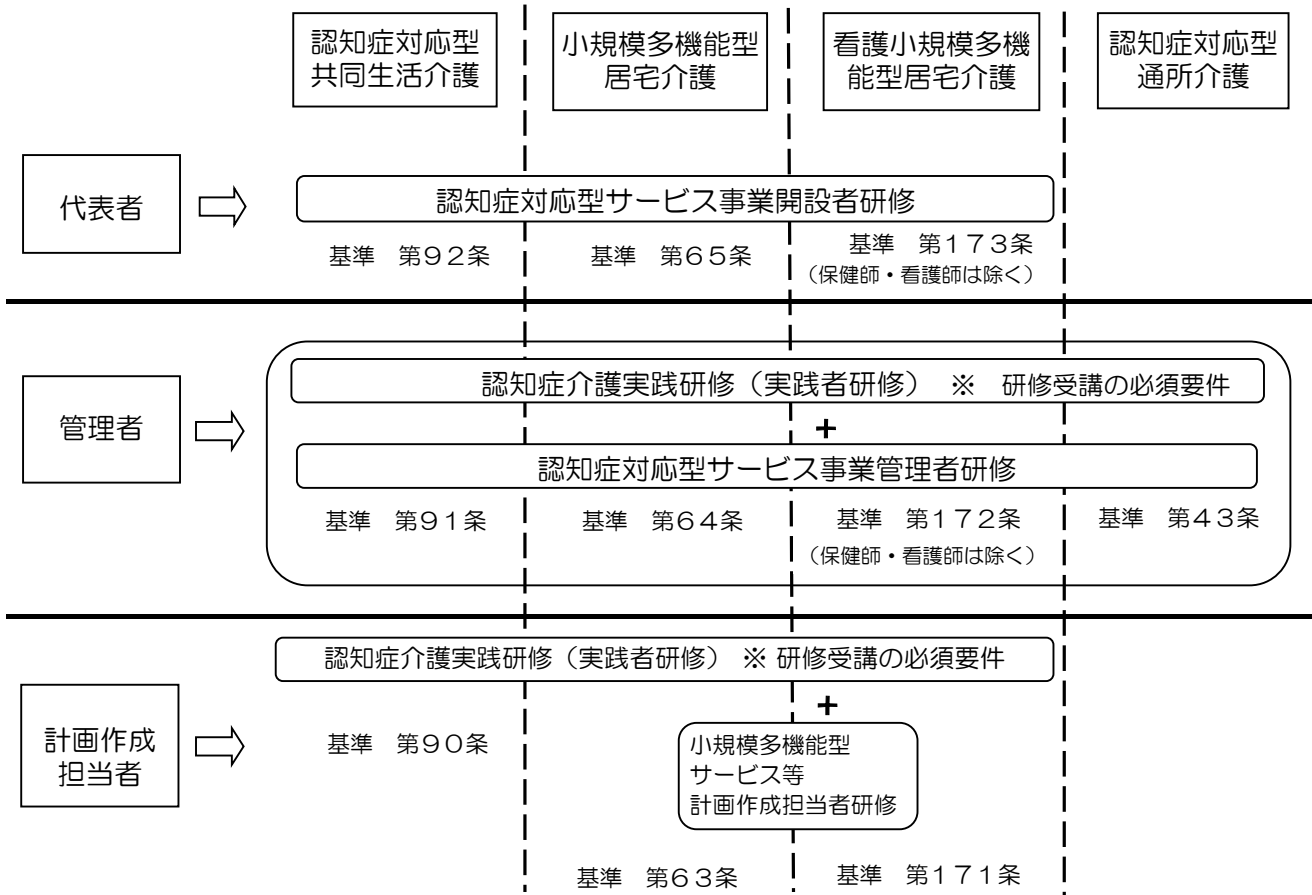 認知症対応型
共同生活介護
小規模多機能型
居宅介護
看護小規模多機
能型居宅介護
認知症対応型
通所介護
代表者
認知症対応型サービス事業開設者研修
基準　第９２条
基準　第６５条
基準　第１７３条
（保健師・看護師は除く）
管理者
認知症介護実践研修（実践者研修）　※　研修受講の必須要件
+
認知症対応型サービス事業管理者研修
基準　第９１条
基準　第６４条
基準　第１７２条
（保健師・看護師は除く）
基準　第４３条
計画作成
担当者
認知症介護実践研修（実践者研修）　※ 研修受講の必須要件
+
基準　第９０条
小規模多機能型
サービス等
計画作成担当者研修
基準　第６３条
基準　第１７１条